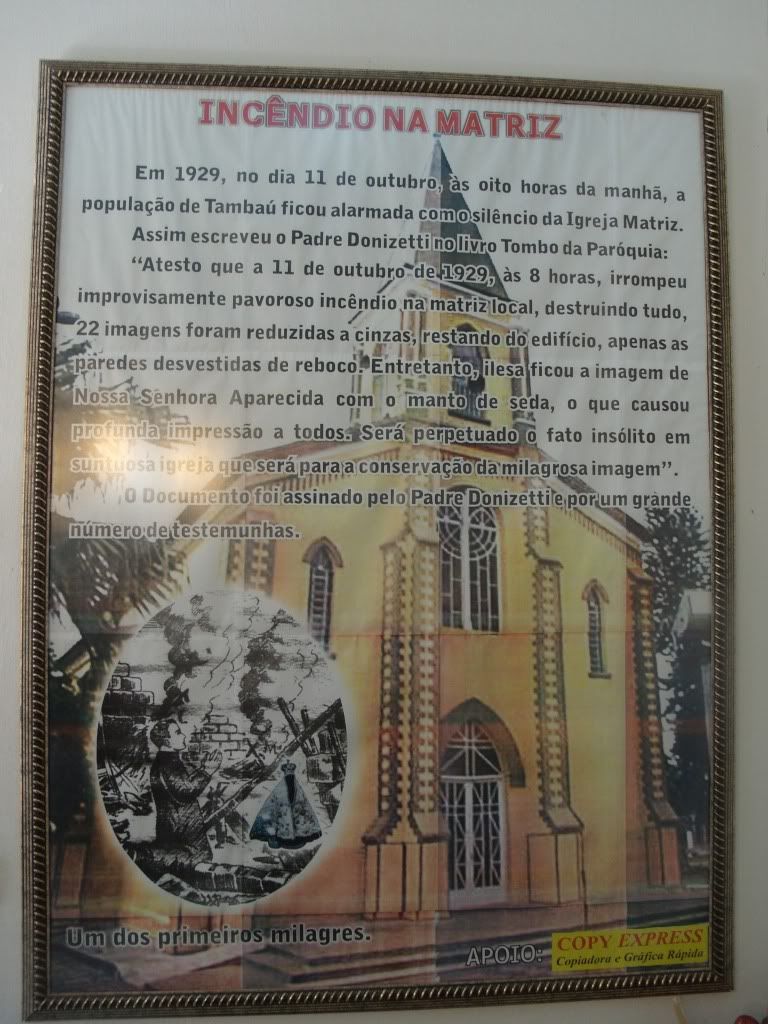 INCÊNDIO NA MATRIZ
Em 1929, no dia 11 de outubro, às oito horas da manhã, a
população de Tambaú ficou alarmada com o silêncio da Igreja Matriz.
Assim escreveu o Padre Donizetti no livro Tombo da Paróquia:
“Atesto que a 11 de outubro de 1929, às 8 horas, irrompeu
improvisamente pavoroso incêndio na matriz local, destruindo tudo,
22 imagens foram reduzidas a cinzas, restando do edifício, apenas as
paredes desvestidas de reboco. Entretanto, ilesa ficou a imagem de
Nossa Senhora Aparecida com o manto de seda, o que causou
profunda impressão a todos. Será perpetuado o fato insólito em
suntuosa igreja que será para a conservação da milagrosa imagem”.
O Documento foi assinado pelo Padre Donizetti e por um grande
número de testemunhas.
Um dos primeiros milagres.
APOIO: COPY EXPRESS
Copiadora e Gráfica Rápida